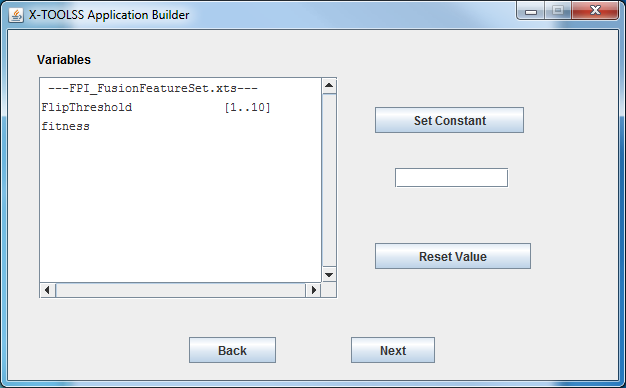 X-TOOLSS Application Builder
Variables
---FPI_FusionFeatureSet.xts---
FlipThreshold [1..10]
fitness
Set Constant
Reset Value
Back Next